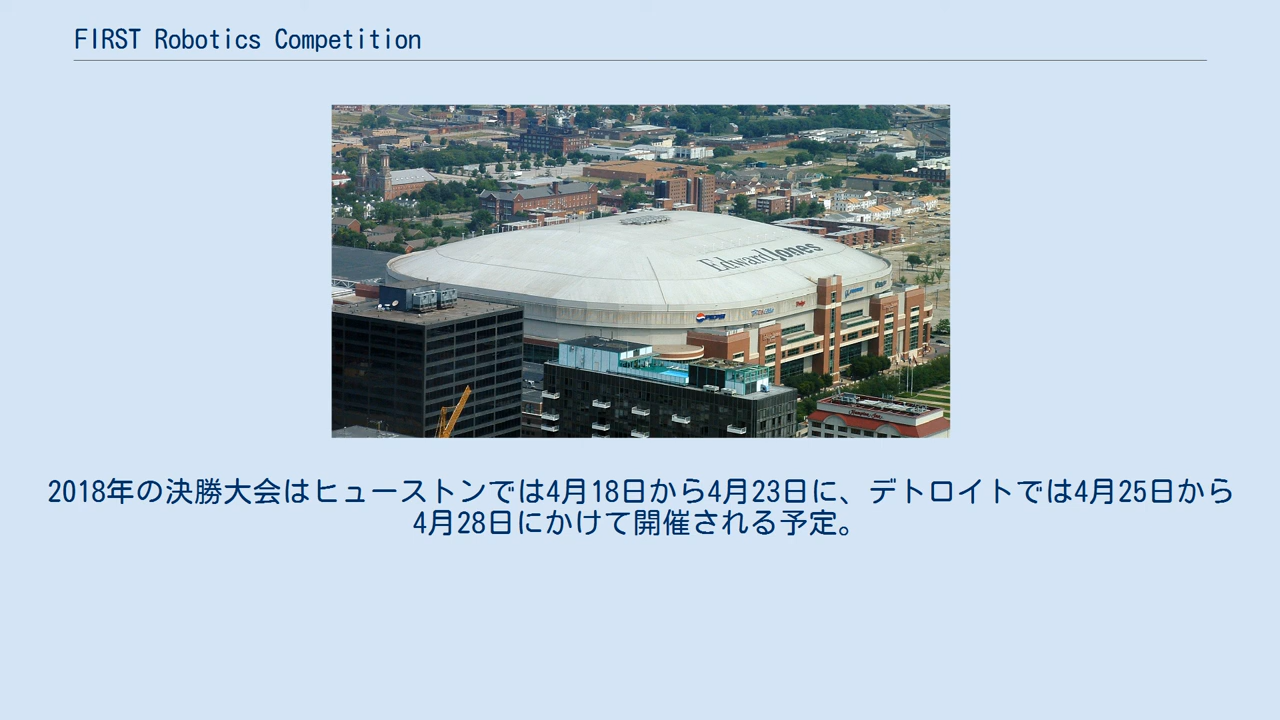 FIRST Robotics Competition
Edward Jones
PEPSI
2018年の決勝大会はヒューストンでは4月18日から4月23日に、デトロイトでは4月25日から
4月28日にかけて開催される予定。